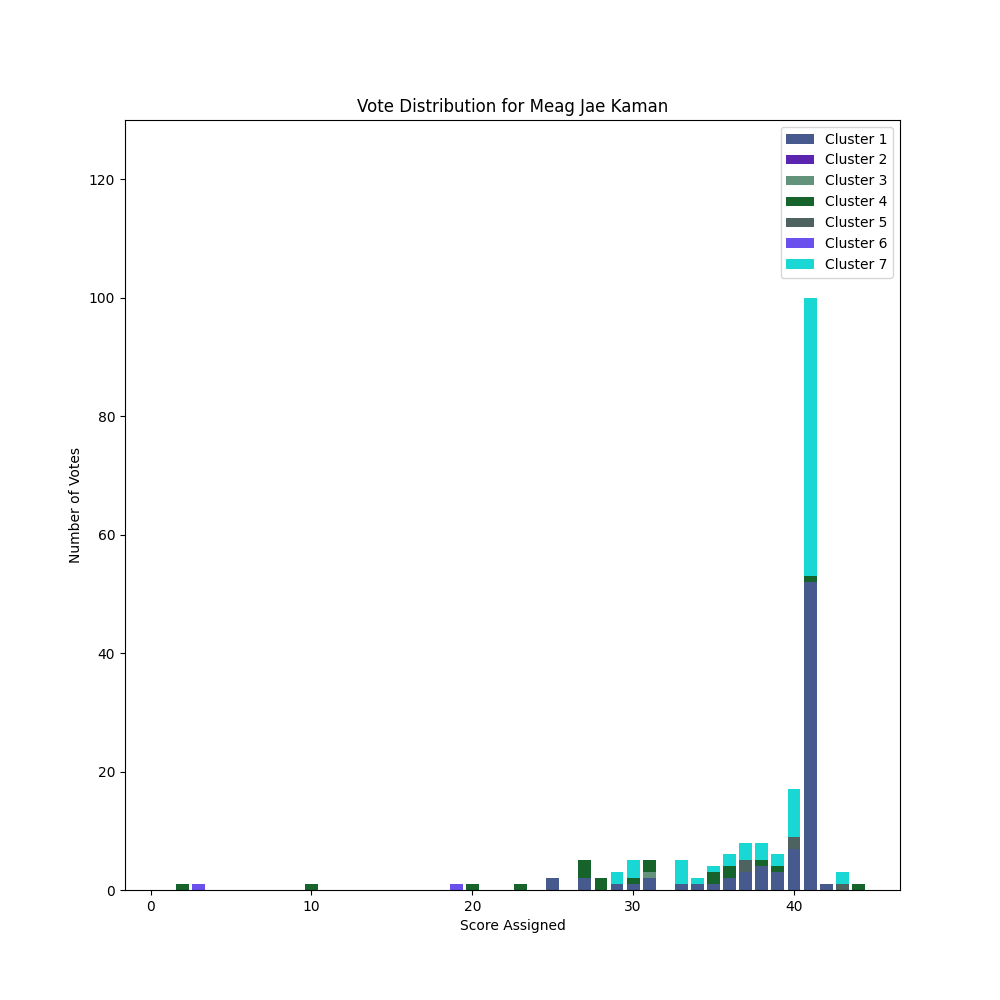 Vote Distribution for Meag Jae Kaman
Cluster 1
Cluster 2
Cluster 3
Cluster 4
Cluster 5
Cluster 6
Cluster 7
120
100
80
60
40
20
0
Number of Votes
0 10 20 30 40
Score Assigned